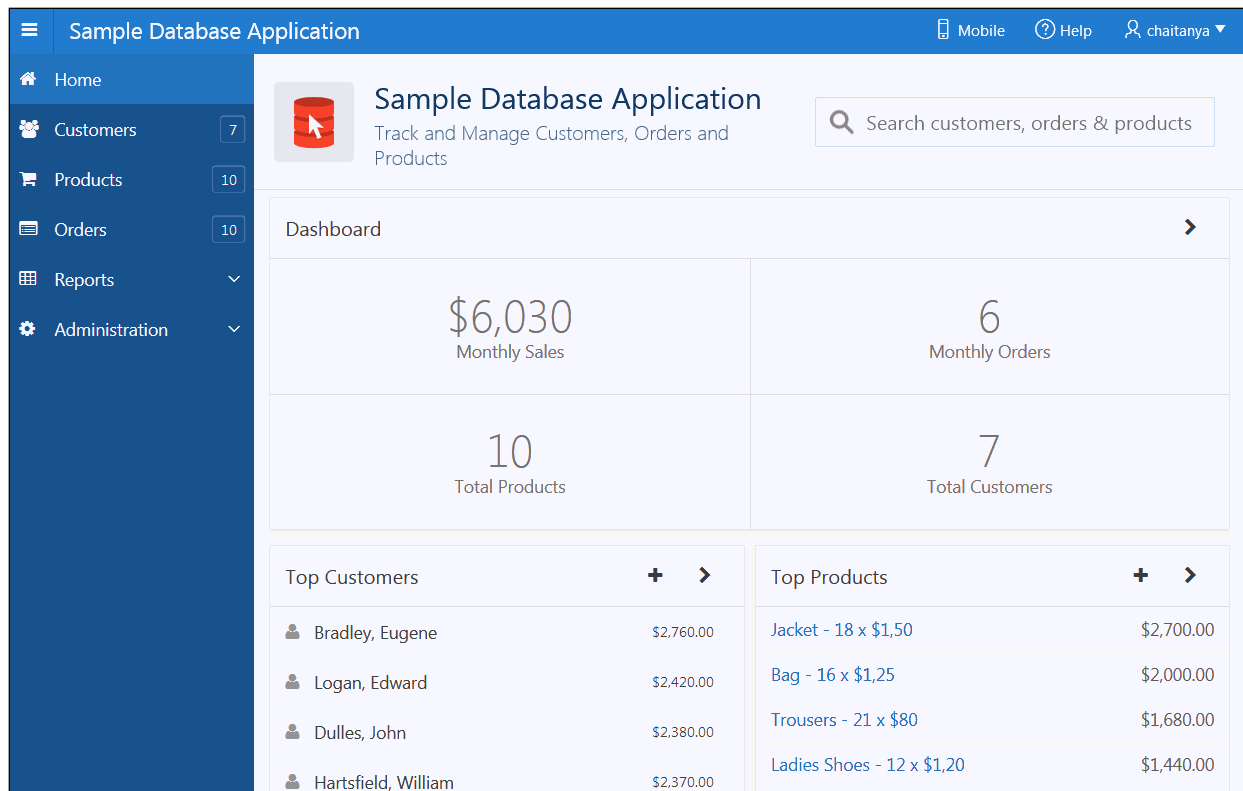 Sample Database Application
Mobile
Help
chaitanya
Home
Customers 7
Products 10
Orders 10
Reports
Administration
Sample Database Application
Track and Manage Customers, Orders and
Products
Search customers, orders & products
Dashboard
$6,030
Monthly Sales
6
Monthly Orders
10
Total Products
7
Total Customers
Top Customers
Bradley, Eugene $2,760.00
Logan, Edward $2,420.00
Dulles, John $2,380.00
Hartsfield, William $2,370.00
Top Products
Jacket - 18 x $1,50 $2,700.00
Bag - 16 x $1,25 $2,000.00
Trousers - 21 x $80 $1,680.00
Ladies Shoes - 12 x $1,20 $1,440.00